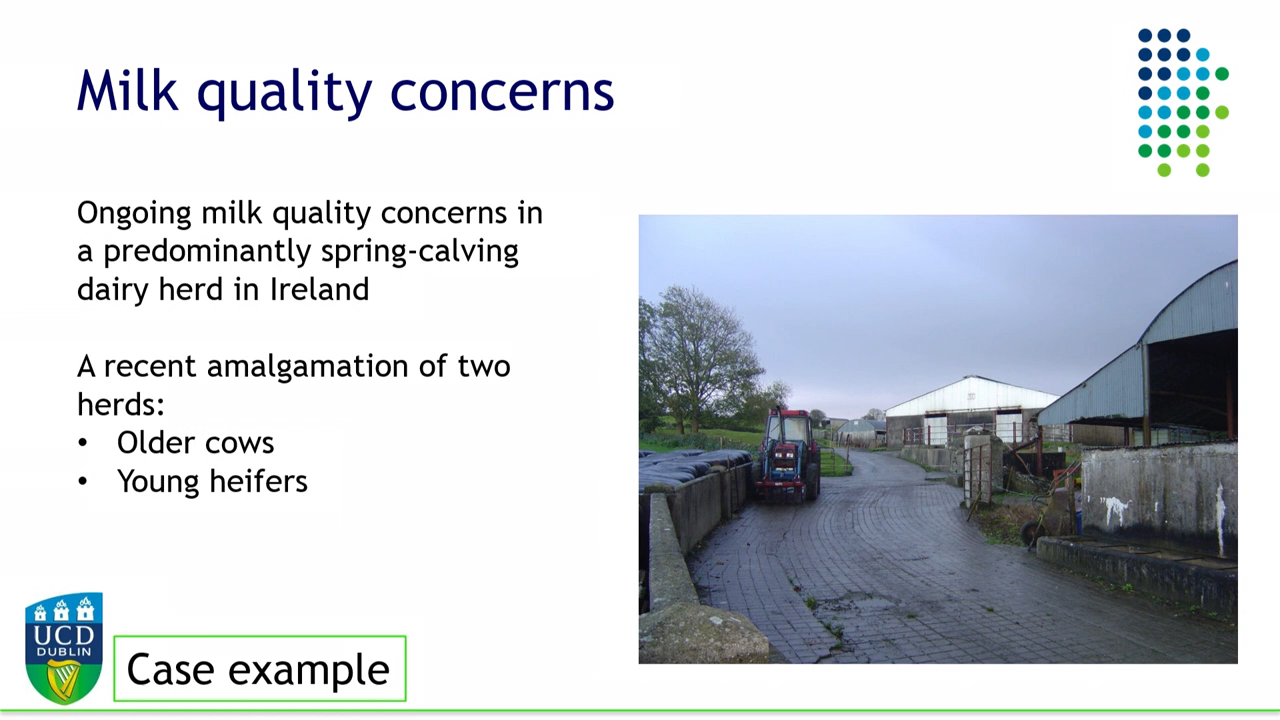 Milk quality concerns
Ongoing milk quality concerns in
a predominantly spring-calving
dairy herd in Ireland
A recent amalgamation of two
herds:
• Older cows
• Young heifers
UCD
DUBLIN
Case example